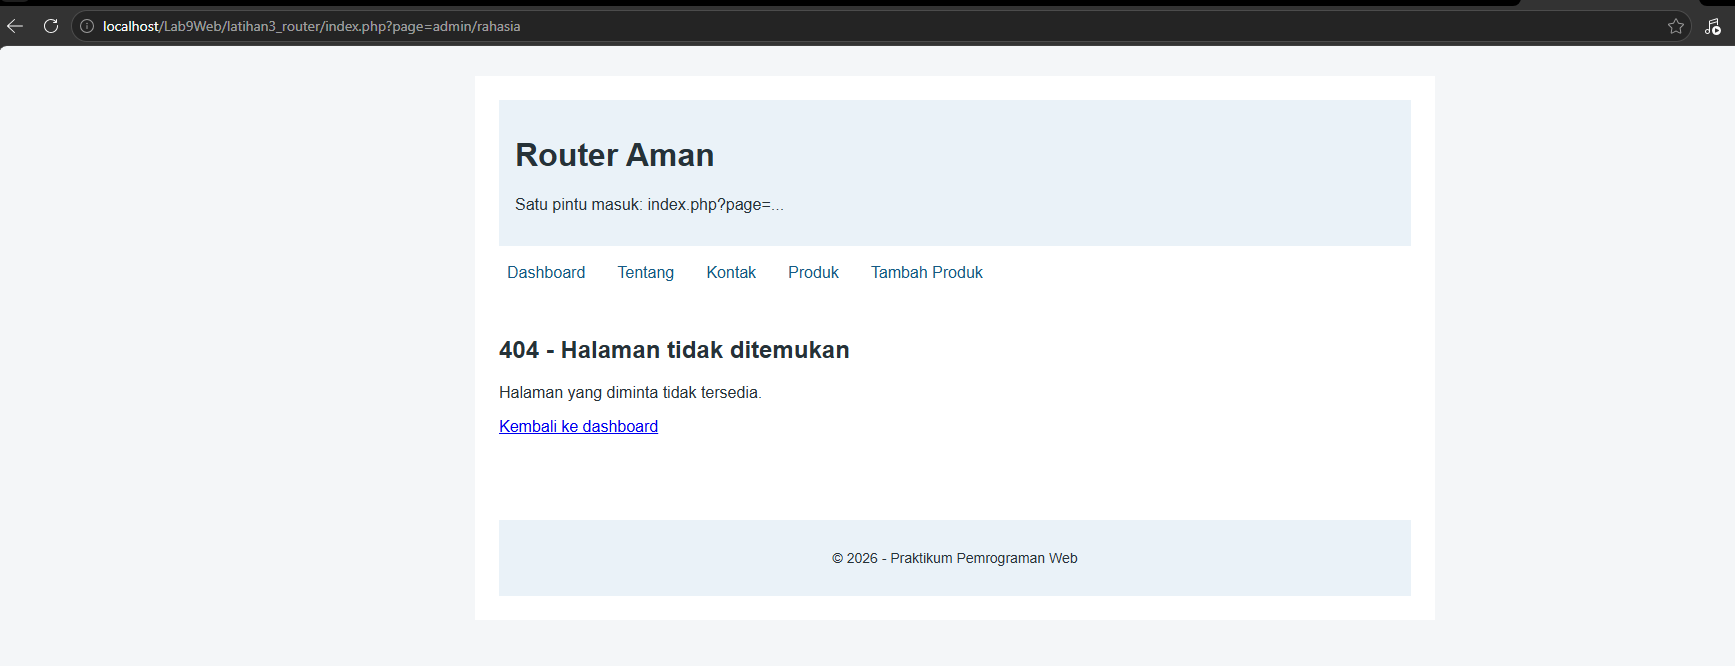 localhost/Lab9Web/latihan3_router/index.php?page=admin/rahasia
Router Aman
Satu pintu masuk: index.php?page=...
Dashboard Tentang Kontak Produk Tambah Produk
404 - Halaman tidak ditemukan
Halaman yang diminta tidak tersedia.
Kembali ke dashboard
© 2026 - Praktikum Pemrograman Web